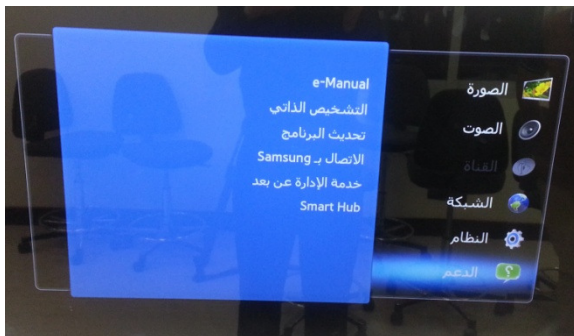 الصورة
الصوت
القناة
الشبكة
النظام
الدعم
e-Manual
التشخيص الذاتي
تحديث البرنامج
الاتصال بـ Samsung
خدمة الإدارة عن بعد
Smart Hub